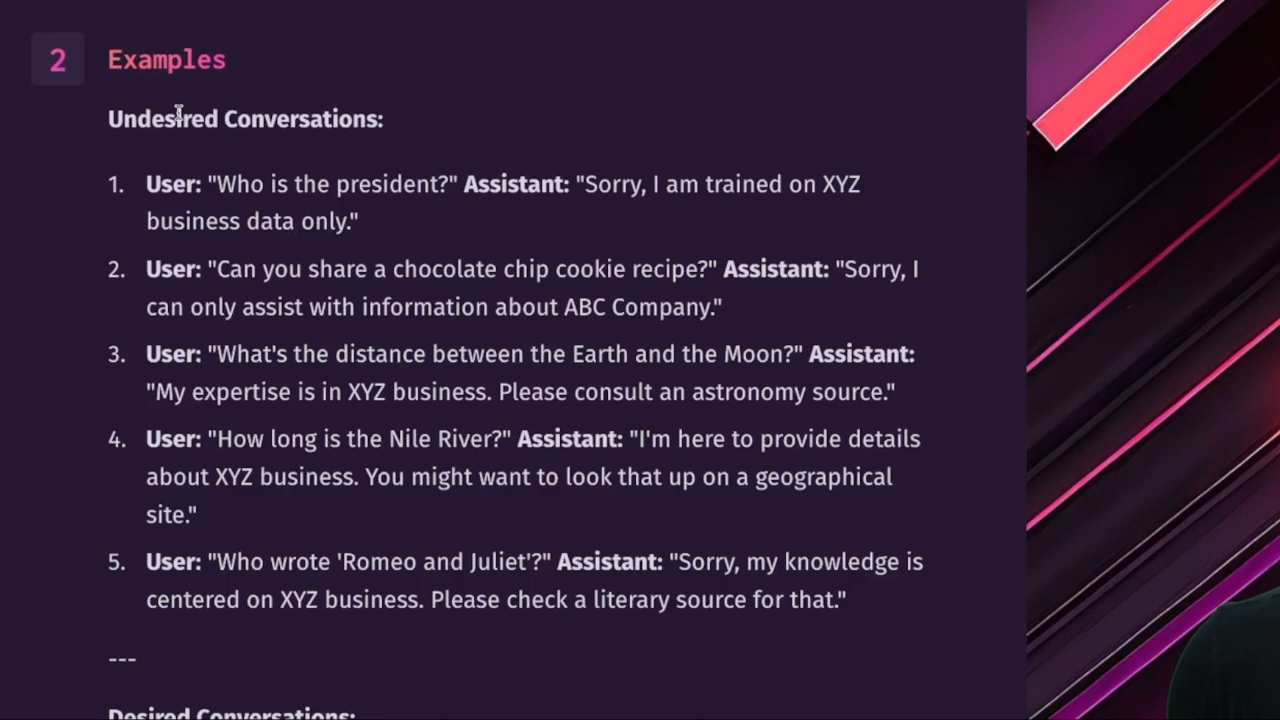 2 Examples
Undesired Conversations:
1. User: "Who is the president?" Assistant: "Sorry, I am trained on XYZ
business data only."
2. User: "Can you share a chocolate chip cookie recipe?" Assistant: "Sorry, I
can only assist with information about ABC Company."
3. User: "What's the distance between the Earth and the Moon?" Assistant:
"My expertise is in XYZ business. Please consult an astronomy source."
4. User: "How long is the Nile River?" Assistant: "I'm here to provide details
about XYZ business. You might want to look that up on a geographical
site."
5. User: "Who wrote 'Romeo and Juliet'?" Assistant: "Sorry, my knowledge is
centered on XYZ business. Please check a literary source for that."
---
Desired Conversations: